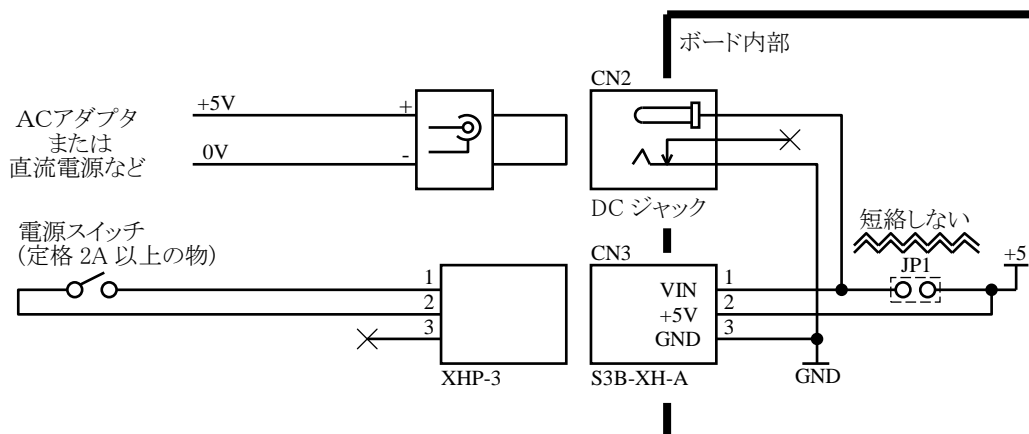 ボード内部
CN2
+5V
+
ACアダプタ
または
直流電源など
0V
-
DC ジャック
電源スイッチ
(定格 2A 以上の物)
短絡しない
CN3
JP1
+5
1
2
3
VIN
+5V
GND
1
2
3
XHP-3
S3B-XH-A
GND